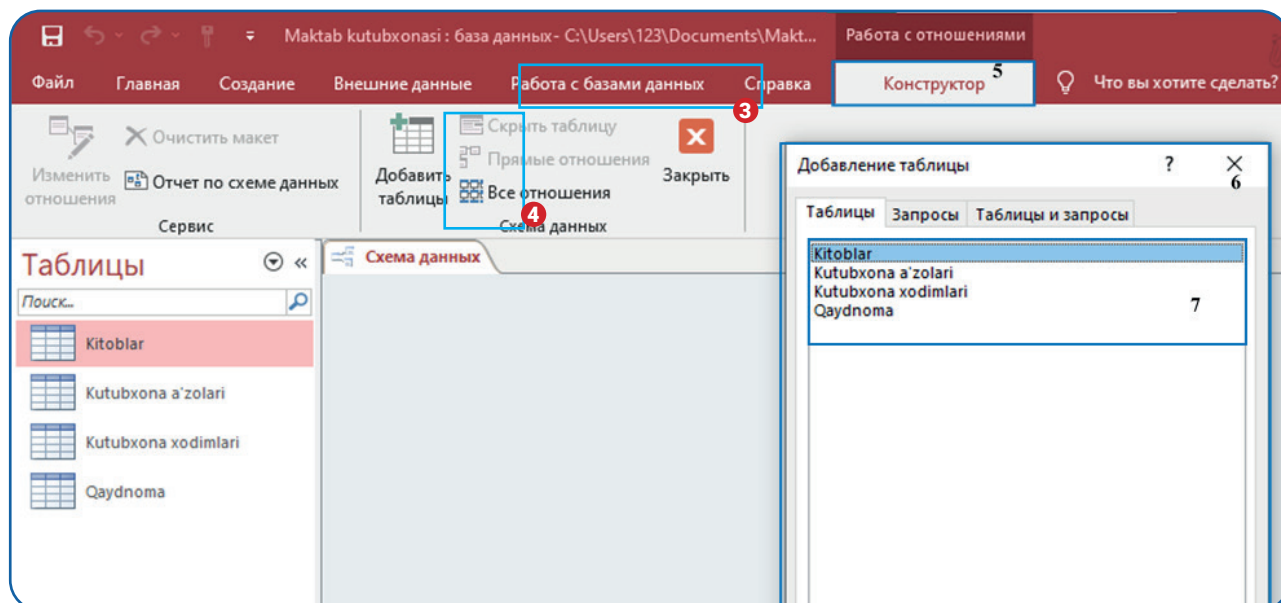 Maktab kutubxonasi : база данных- C:\Users\123\Documents\Makt...
Работа с отношениями
Файл Главная Создание Внешние данные Работа с базами данных Справка Конструктор 5 Что вы хотите сделать?
3
Изменить отношения
Очистить макет
Отчет по схеме данных
Сервис
Добавить таблицы
Скрыть таблицу
Прямые отношения
Все отношения
4
Закрыть
Схема данных
Таблицы «
Поиск...
Kitoblar
Kutubxona a'zolari
Kutubxona xodimlari
Qaydnoma
Схема данных
Добавление таблицы ?
6
Таблицы Запросы Таблицы и запросы
Kitoblar
Kutubxona a'zolari
Kutubxona xodimlari
Qaydnoma
7